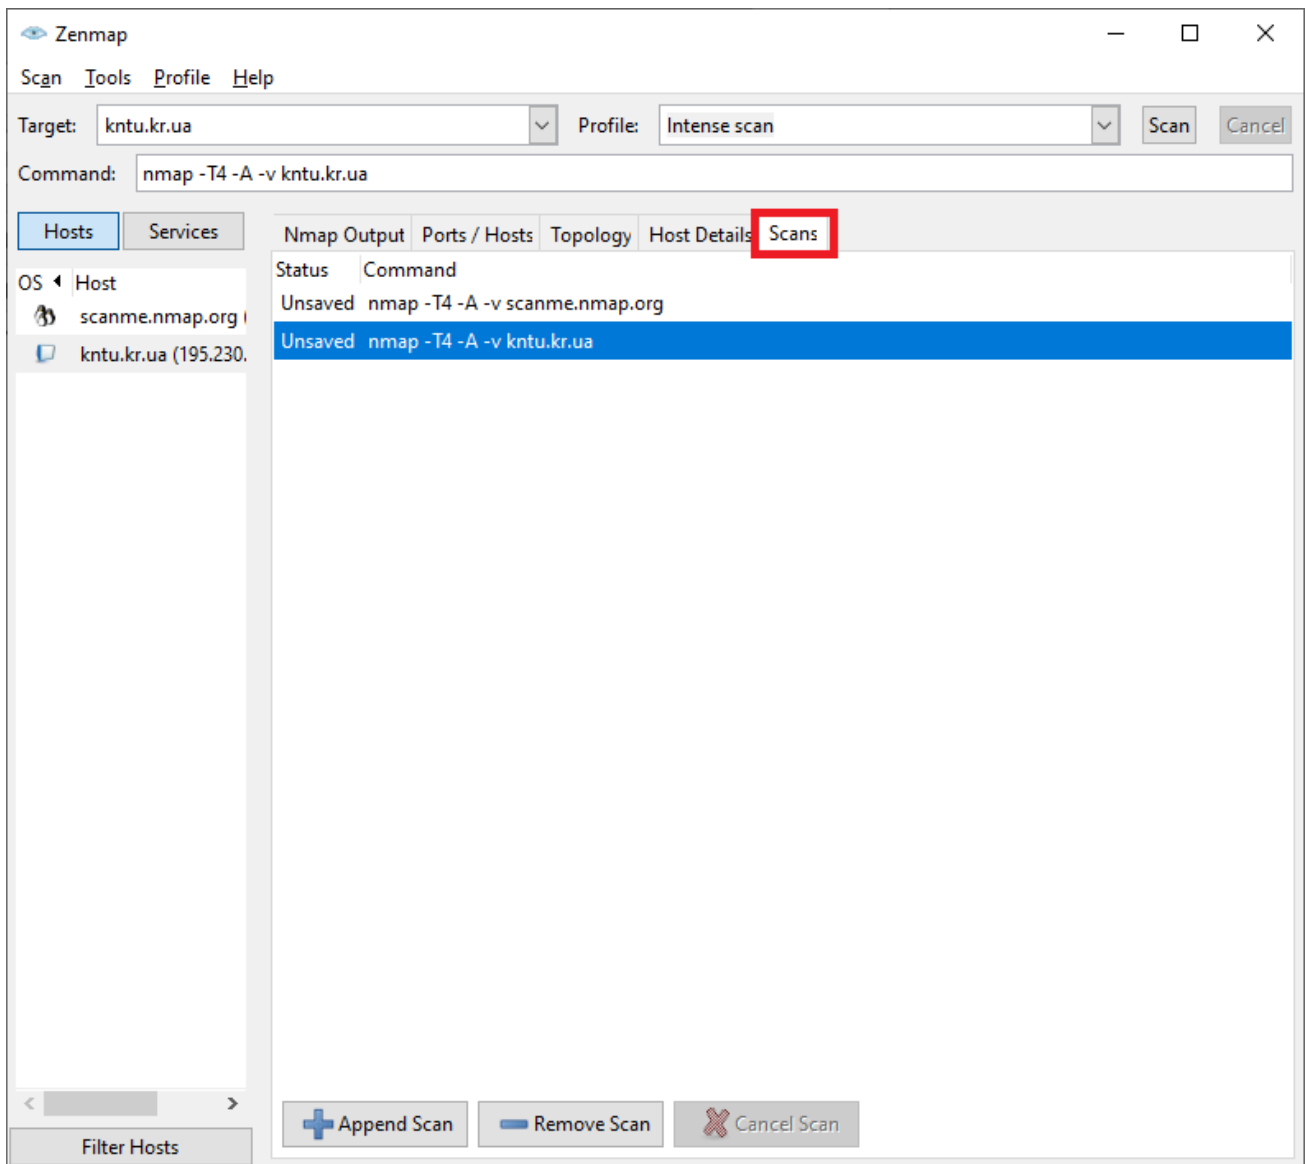 Zenmap
Scan Tools Profile Help
Target: kntu.kr.ua Profile: Intense scan Scan Cancel
Command: nmap -T4 -A -v kntu.kr.ua
Hosts Services Nmap Output Ports / Hosts Topology Host Details Scans
Status Command
OS Host
Unsaved nmap -T4 -A -v scanme.nmap.org
scanme.nmap.org (
Unsaved nmap -T4 -A -v kntu.kr.ua
kntu.kr.ua (195.230.
Append Scan Remove Scan Cancel Scan
Filter Hosts